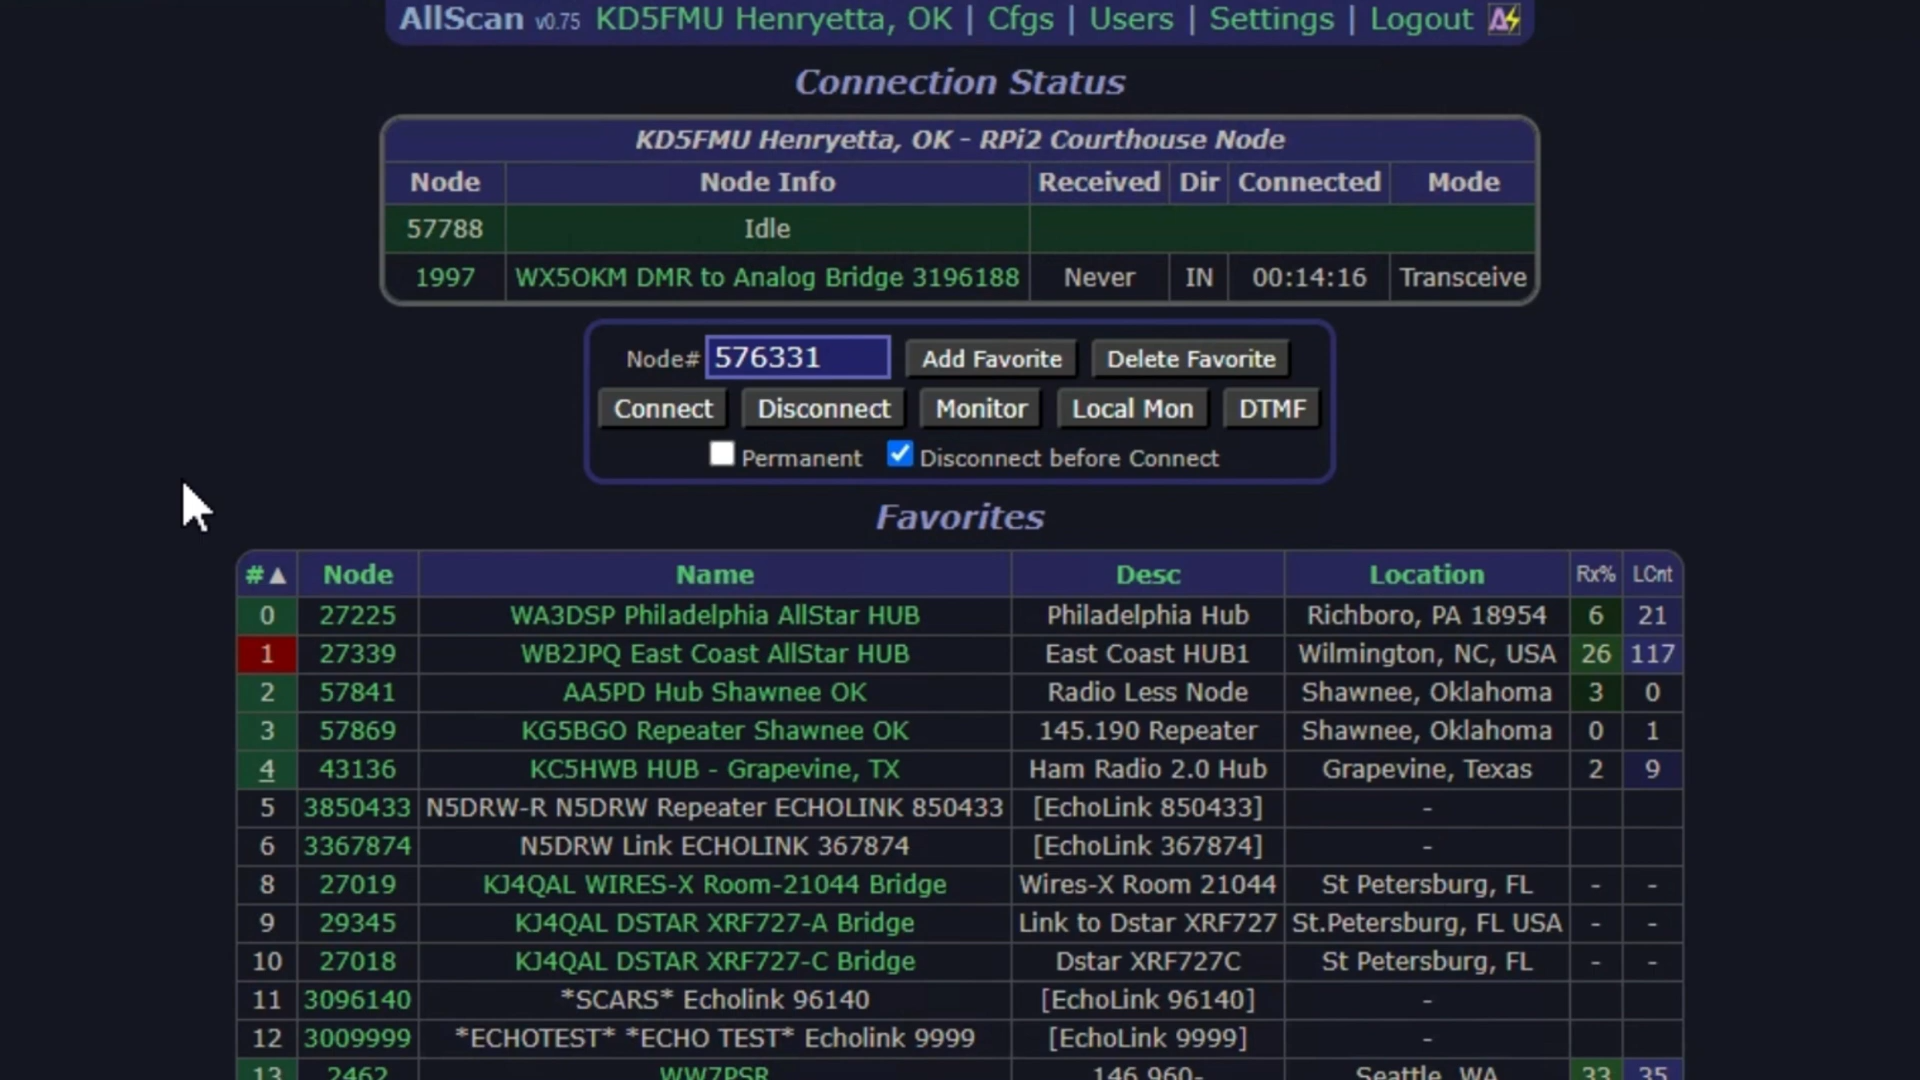 AllScan v0.75 KD5FMU Henryetta, OK | Cfgs | Users | Settings | Logout
Connection Status
KD5FMU Henryetta, OK - RPi2 Courthouse Node
Node Node Info Received Dir Connected Mode
57788 Idle
1997 WX5OKM DMR to Analog Bridge 3196188 Never IN 00:14:16 Transceive
Node# 576331 Add Favorite Delete Favorite
Connect Disconnect Monitor Local Mon DTMF
Permanent Disconnect before Connect
Favorites
#▲ Node Name Desc Location Rx% LCnt
0 27225 WA3DSP Philadelphia AllStar HUB Philadelphia Hub Richboro, PA 18954 6 21
1 27339 WB2JPQ East Coast AllStar HUB East Coast HUB1 Wilmington, NC, USA 26 117
2 57841 AA5PD Hub Shawnee OK Radio Less Node Shawnee, Oklahoma 3 0
3 57869 KG5BGO Repeater Shawnee OK 145.190 Repeater Shawnee, Oklahoma 0 1
4 43136 KC5HWB HUB - Grapevine, TX Ham Radio 2.0 Hub Grapevine, Texas 2 9
5 3850433 N5DRW-R N5DRW Repeater ECHOLINK 850433 [EchoLink 850433] -
6 3367874 N5DRW Link ECHOLINK 367874 [EchoLink 367874] -
8 27019 KJ4QAL WIRES-X Room-21044 Bridge Wires-X Room 21044 St Petersburg, FL - -
9 29345 KJ4QAL DSTAR XRF727-A Bridge Link to Dstar XRF727 St.Petersburg, FL USA - -
10 27018 KJ4QAL DSTAR XRF727-C Bridge Dstar XRF727C St Petersburg, FL - -
11 3096140 *SCARS* Echolink 96140 [EchoLink 96140] -
12 3009999 *ECHOTEST* *ECHO TEST* Echolink 9999 [EchoLink 9999] -
13 2462 WW7PSR 146.960- Seattle, WA 33 35